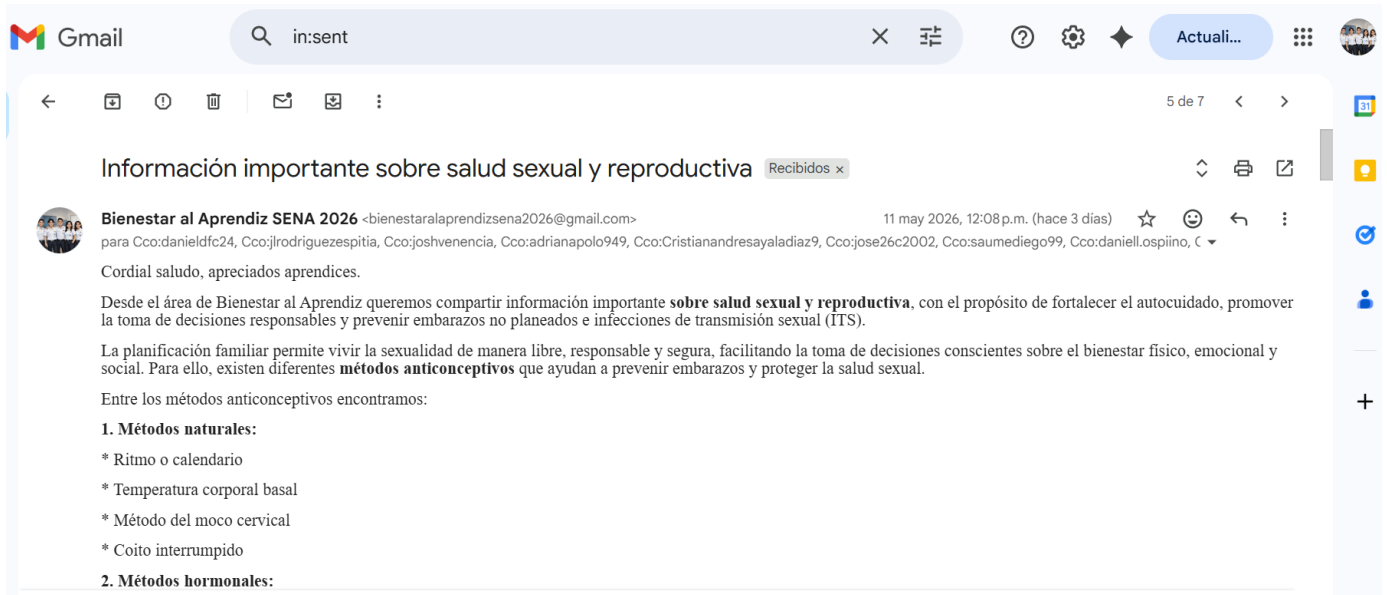 Gmail
in:sent
Actuali...
5 de 7
31
Información importante sobre salud sexual y reproductiva Recibidos x
Bienestar al Aprendiz SENA 2026 <bienestaralaprendizsena2026@gmail.com> 11 may 2026, 12:08 p.m. (hace 3 días)
para Cco:danieldfc24, Cco:jlrodriguezespitia, Cco:joshvenencia, Cco:adrianapolo949, Cco:Cristianandresayaladiaz9, Cco:jose26c2002, Cco:saumediego99, Cco:daniell.ospiino, C
Cordial saludo, apreciados aprendices.
Desde el área de Bienestar al Aprendiz queremos compartir información importante sobre salud sexual y reproductiva, con el propósito de fortalecer el autocuidado, promover
la toma de decisiones responsables y prevenir embarazos no planeados e infecciones de transmisión sexual (ITS).
La planificación familiar permite vivir la sexualidad de manera libre, responsable y segura, facilitando la toma de decisiones conscientes sobre el bienestar físico, emocional y
social. Para ello, existen diferentes métodos anticonceptivos que ayudan a prevenir embarazos y proteger la salud sexual.
Entre los métodos anticonceptivos encontramos:
1. Métodos naturales:
* Ritmo o calendario
* Temperatura corporal basal
* Método del moco cervical
* Coito interrumpido
2. Métodos hormonales: